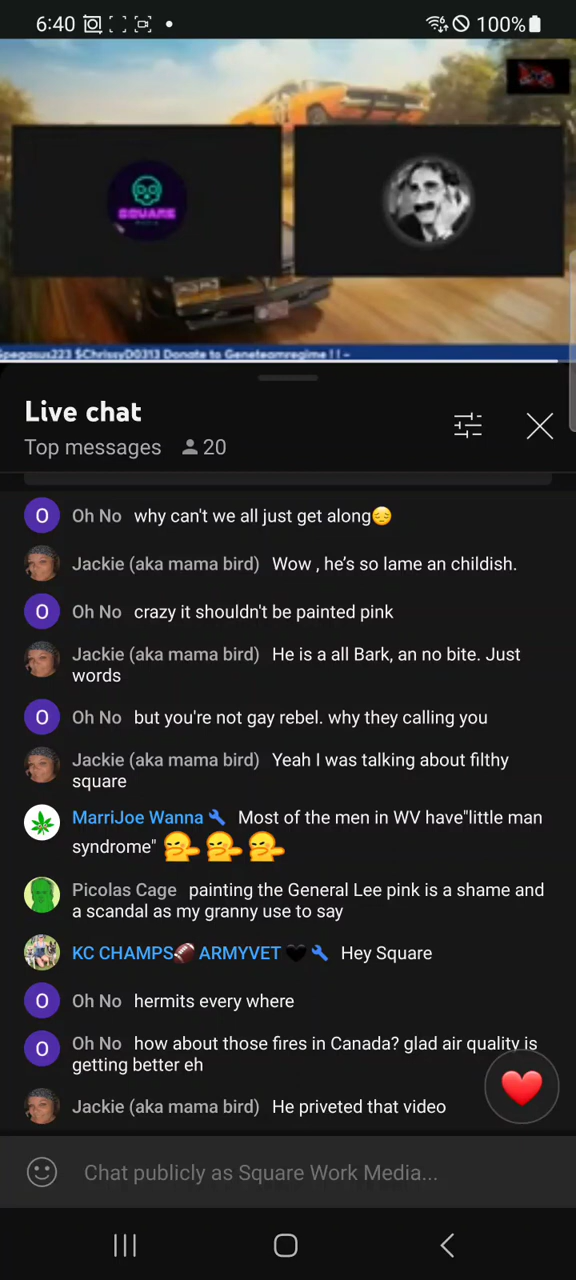 6:40 100%
SQUARE
pegasus223 $ChrissyD0313 Donate to Geneteamregime ! ! ~
Live chat
Top messages 20
O Oh No why can't we all just get along😔
Jackie (aka mama bird) Wow , he's so lame an childish.
O Oh No crazy it shouldn't be painted pink
Jackie (aka mama bird) He is a all Bark, an no bite. Just
words
O Oh No but you're not gay rebel. why they calling you
Jackie (aka mama bird) Yeah I was talking about filthy
square
MarriJoe Wanna Most of the men in WV have"little man
syndrome"
Picolas Cage painting the General Lee pink is a shame and
a scandal as my granny use to say
KC CHAMPS🏈 ARMYVET 🖤 Hey Square
O Oh No hermits every where
O Oh No how about those fires in Canada? glad air quality is
getting better eh
Jackie (aka mama bird) He priveted that video
Chat publicly as Square Work Media...